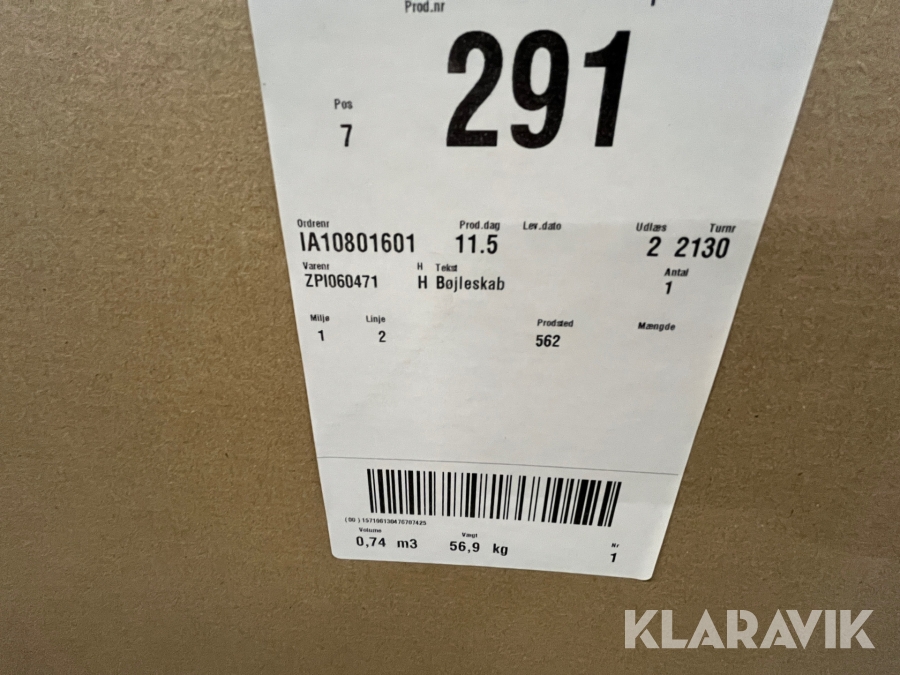 Prod.nr
291
Pos
7
Ordrenr Prod.dag Lev.dato Udlæs Turnr
IA10801601 11.5 2 2130
Varenr H Tekst Antal
ZPI060471 H Bøjleskab 1
Miljø Linje Prodsted Mængde
1 2 562
(00)157100130476707425
Volume Vægt Nr
0,74 m3 56,9 kg 1
KLARAVIK